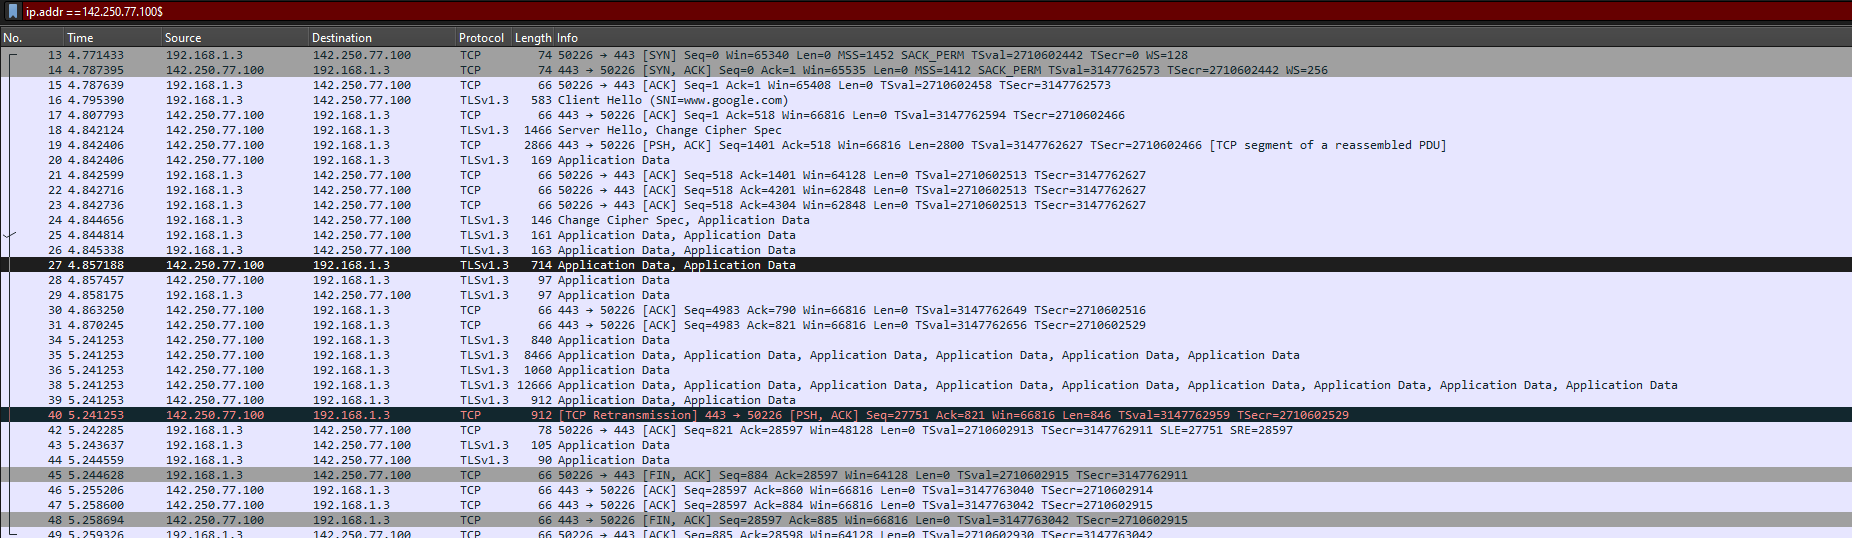 ip.addr ==142.250.77.100$
No. Time Source Destination Protocol Length Info
13 4.771433 192.168.1.3 142.250.77.100 TCP 74 50226 → 443 [SYN] Seq=0 Win=65340 Len=0 MSS=1452 SACK_PERM TSval=2710602442 TSecr=0 WS=128
14 4.787395 142.250.77.100 192.168.1.3 TCP 74 443 → 50226 [SYN, ACK] Seq=0 Ack=1 Win=65535 Len=0 MSS=1412 SACK_PERM TSval=3147762573 TSecr=2710602442 WS=256
15 4.787639 192.168.1.3 142.250.77.100 TCP 66 50226 → 443 [ACK] Seq=1 Ack=1 Win=65408 Len=0 TSval=2710602458 TSecr=3147762573
16 4.795390 192.168.1.3 142.250.77.100 TLSv1.3 583 Client Hello (SNI=www.google.com)
17 4.807793 142.250.77.100 192.168.1.3 TCP 66 443 → 50226 [ACK] Seq=1 Ack=518 Win=66816 Len=0 TSval=3147762594 TSecr=2710602466
18 4.842124 142.250.77.100 192.168.1.3 TLSv1.3 1466 Server Hello, Change Cipher Spec
19 4.842406 142.250.77.100 192.168.1.3 TCP 2866 443 → 50226 [PSH, ACK] Seq=1401 Ack=518 Win=66816 Len=2800 TSval=3147762627 TSecr=2710602466 [TCP segment of a reassembled PDU]
20 4.842406 142.250.77.100 192.168.1.3 TLSv1.3 169 Application Data
21 4.842599 192.168.1.3 142.250.77.100 TCP 66 50226 → 443 [ACK] Seq=518 Ack=1401 Win=64128 Len=0 TSval=2710602513 TSecr=3147762627
22 4.842716 192.168.1.3 142.250.77.100 TCP 66 50226 → 443 [ACK] Seq=518 Ack=4201 Win=62848 Len=0 TSval=2710602513 TSecr=3147762627
23 4.842736 192.168.1.3 142.250.77.100 TCP 66 50226 → 443 [ACK] Seq=518 Ack=4304 Win=62848 Len=0 TSval=2710602513 TSecr=3147762627
24 4.844656 192.168.1.3 142.250.77.100 TLSv1.3 146 Change Cipher Spec, Application Data
25 4.844814 192.168.1.3 142.250.77.100 TLSv1.3 161 Application Data, Application Data
26 4.845338 192.168.1.3 142.250.77.100 TLSv1.3 163 Application Data, Application Data
27 4.857188 142.250.77.100 192.168.1.3 TLSv1.3 714 Application Data, Application Data
28 4.857457 142.250.77.100 192.168.1.3 TLSv1.3 97 Application Data
29 4.858175 192.168.1.3 142.250.77.100 TLSv1.3 97 Application Data
30 4.863250 142.250.77.100 192.168.1.3 TCP 66 443 → 50226 [ACK] Seq=4983 Ack=790 Win=66816 Len=0 TSval=3147762649 TSecr=2710602516
31 4.870245 142.250.77.100 192.168.1.3 TCP 66 443 → 50226 [ACK] Seq=4983 Ack=821 Win=66816 Len=0 TSval=3147762656 TSecr=2710602529
34 5.241253 142.250.77.100 192.168.1.3 TLSv1.3 840 Application Data
35 5.241253 142.250.77.100 192.168.1.3 TLSv1.3 8466 Application Data, Application Data, Application Data, Application Data, Application Data, Application Data
36 5.241253 142.250.77.100 192.168.1.3 TLSv1.3 1060 Application Data
38 5.241253 142.250.77.100 192.168.1.3 TLSv1.3 12666 Application Data, Application Data, Application Data, Application Data, Application Data, Application Data, Application Data, Application Data, Application Data
39 5.241253 142.250.77.100 192.168.1.3 TLSv1.3 912 Application Data, Application Data
40 5.241253 142.250.77.100 192.168.1.3 TCP 912 [TCP Retransmission] 443 → 50226 [PSH, ACK] Seq=27751 Ack=821 Win=66816 Len=846 TSval=3147762959 TSecr=2710602529
42 5.242285 192.168.1.3 142.250.77.100 TCP 78 50226 → 443 [ACK] Seq=821 Ack=28597 Win=48128 Len=0 TSval=2710602913 TSecr=3147762911 SLE=27751 SRE=28597
43 5.243637 192.168.1.3 142.250.77.100 TLSv1.3 105 Application Data
44 5.244559 192.168.1.3 142.250.77.100 TLSv1.3 90 Application Data
45 5.244628 192.168.1.3 142.250.77.100 TCP 66 50226 → 443 [FIN, ACK] Seq=884 Ack=28597 Win=64128 Len=0 TSval=2710602915 TSecr=3147762911
46 5.255206 142.250.77.100 192.168.1.3 TCP 66 443 → 50226 [ACK] Seq=28597 Ack=860 Win=66816 Len=0 TSval=3147763040 TSecr=2710602914
47 5.258600 142.250.77.100 192.168.1.3 TCP 66 443 → 50226 [ACK] Seq=28597 Ack=884 Win=66816 Len=0 TSval=3147763042 TSecr=2710602915
48 5.258694 142.250.77.100 192.168.1.3 TCP 66 443 → 50226 [FIN, ACK] Seq=28597 Ack=885 Win=66816 Len=0 TSval=3147763042 TSecr=2710602915
49 5.259326 192.168.1.3 142.250.77.100 TCP 66 50226 → 443 [ACK] Seq=885 Ack=28598 Win=64128 Len=0 TSval=2710602930 TSecr=3147763042